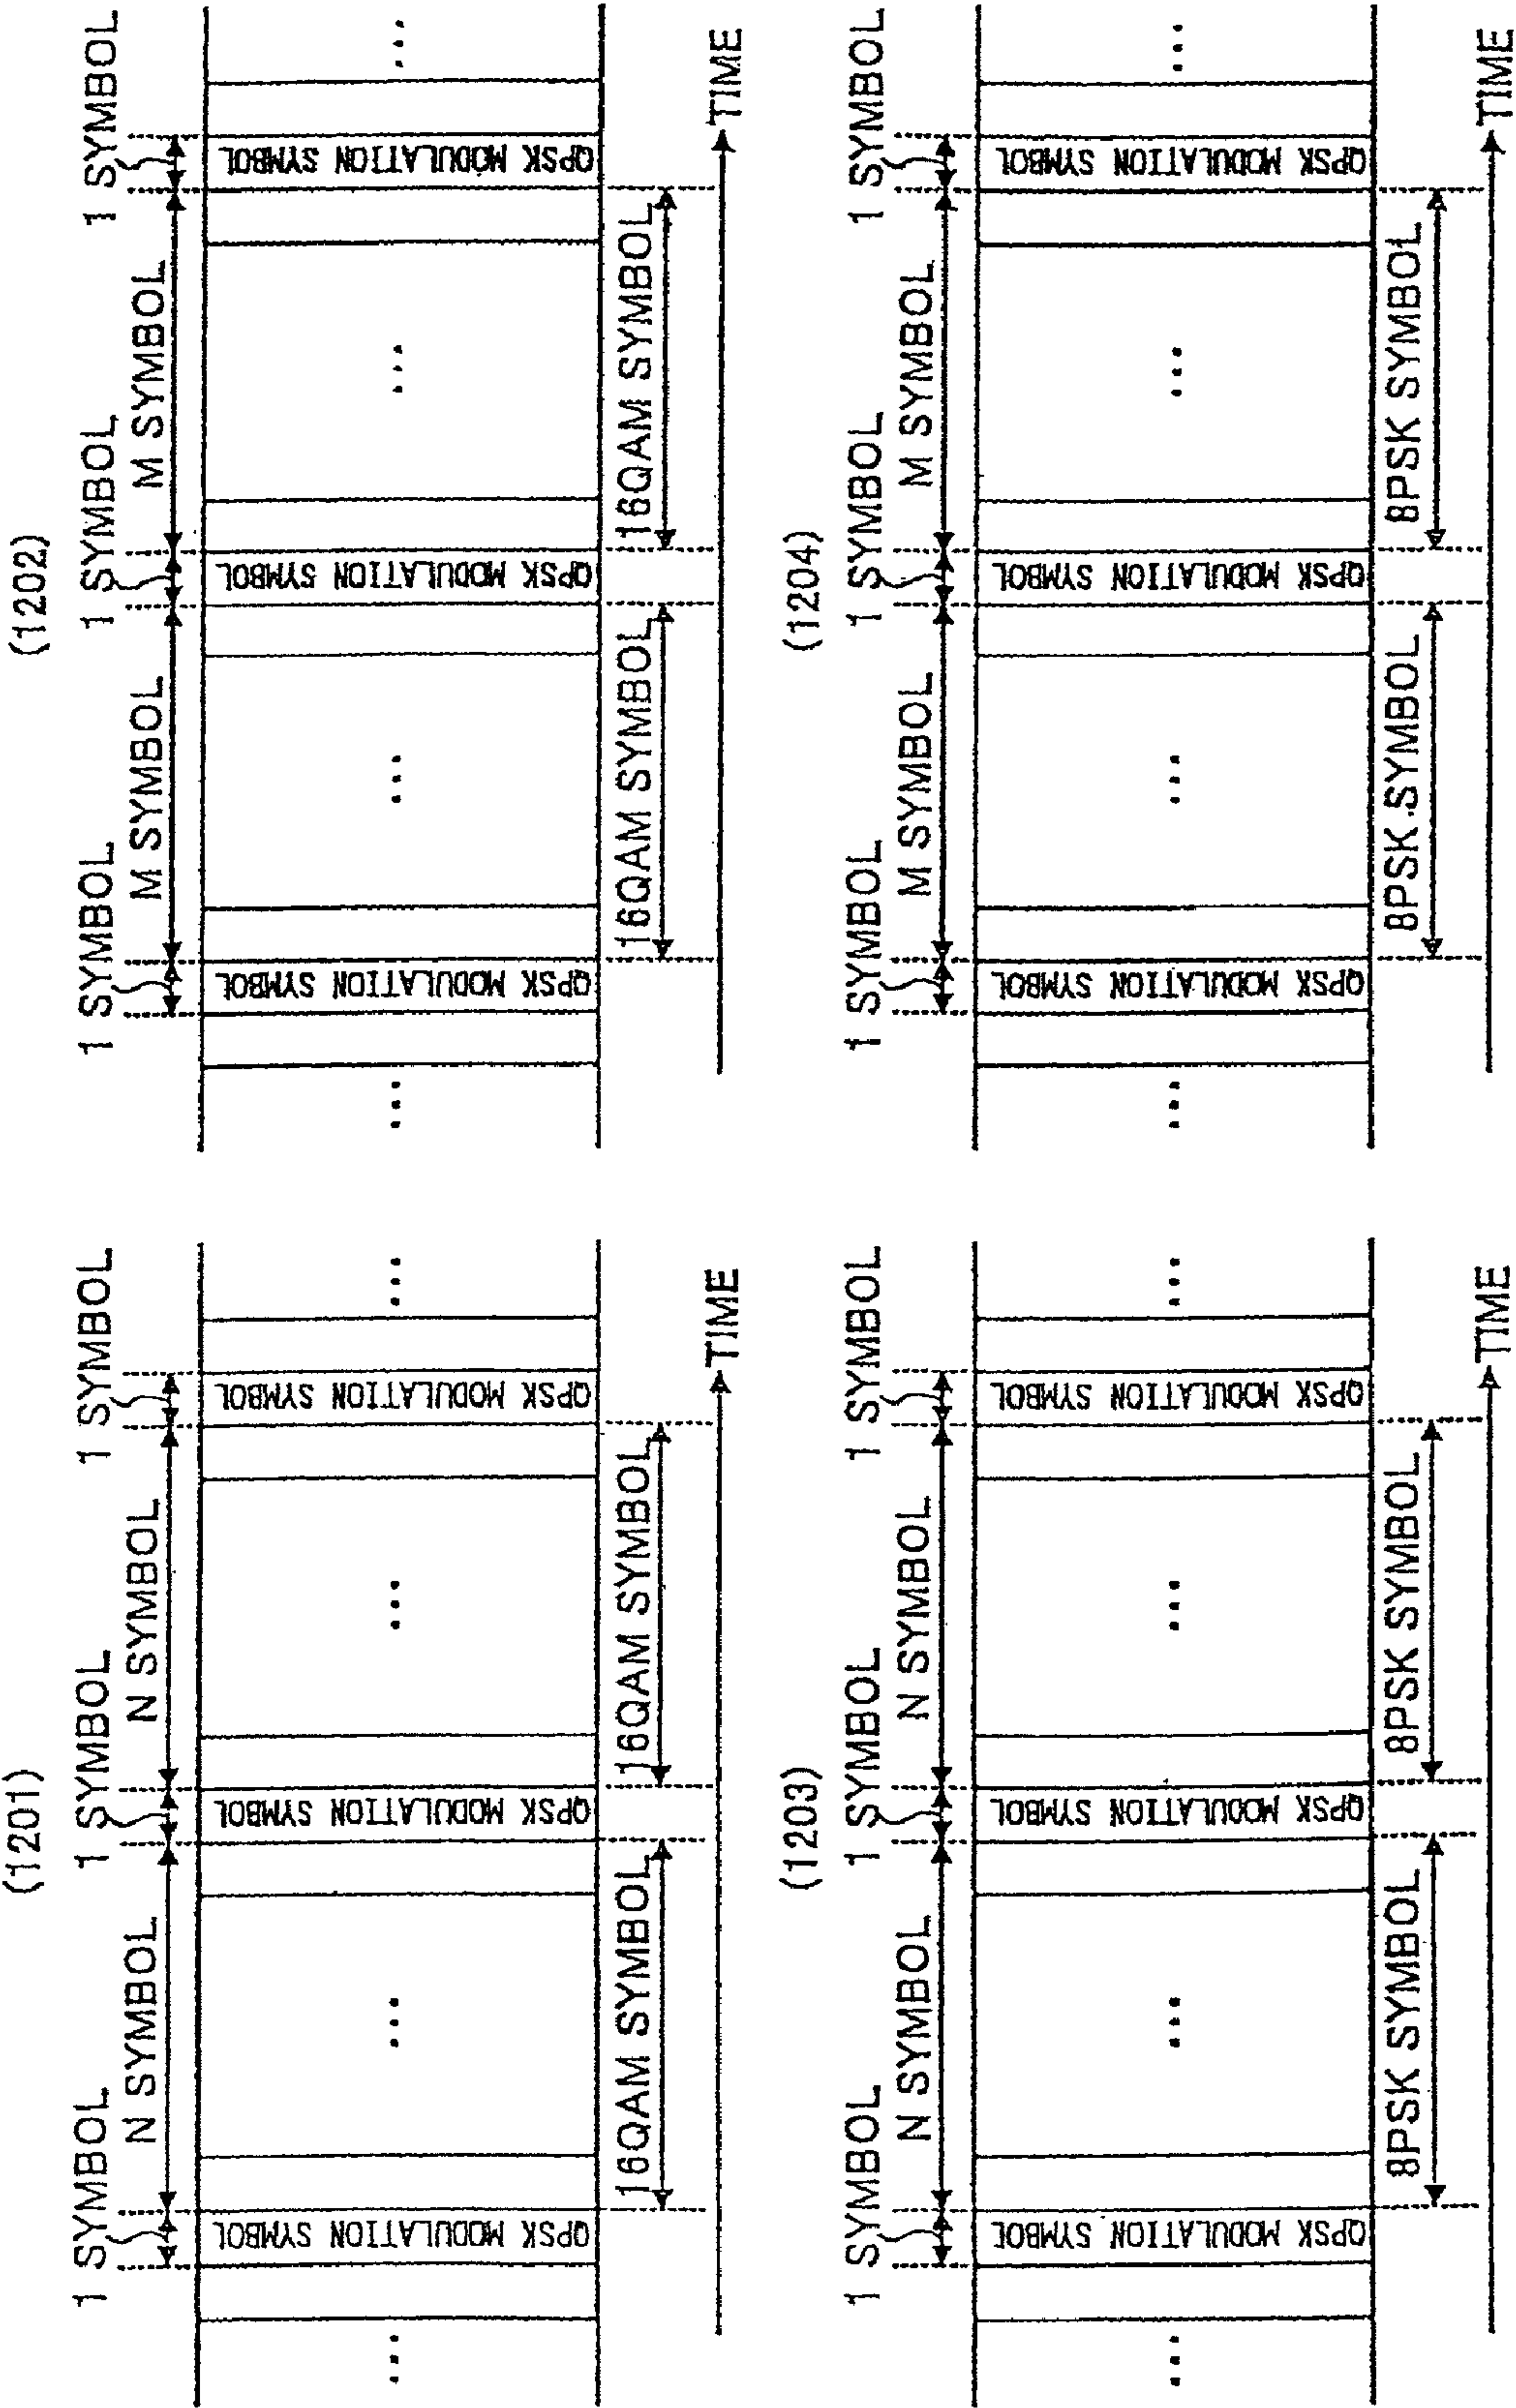 (1201)
1 SYMBOL 1 SYMBOL 1 SYMBOL
N SYMBOL N SYMBOL
QPSK MODULATION SYMBOL
QPSK MODULATION SYMBOL
QPSK MODULATION SYMBOL
... ... ... ...
16QAM SYMBOL 16QAM SYMBOL
TIME
(1202)
1 SYMBOL 1 SYMBOL 1 SYMBOL
M SYMBOL M SYMBOL
QPSK MODULATION SYMBOL
QPSK MODULATION SYMBOL
QPSK MODULATION SYMBOL
... ... ... ...
16QAM SYMBOL 16QAM SYMBOL
TIME
(1203)
1 SYMBOL 1 SYMBOL 1 SYMBOL
N SYMBOL N SYMBOL
QPSK MODULATION SYMBOL
QPSK MODULATION SYMBOL
QPSK MODULATION SYMBOL
... ... ... ...
8PSK SYMBOL 8PSK SYMBOL
TIME
(1204)
1 SYMBOL 1 SYMBOL 1 SYMBOL
M SYMBOL M SYMBOL
QPSK MODULATION SYMBOL
QPSK MODULATION SYMBOL
QPSK MODULATION SYMBOL
... ... ... ...
8PSK SYMBOL 8PSK SYMBOL
TIME